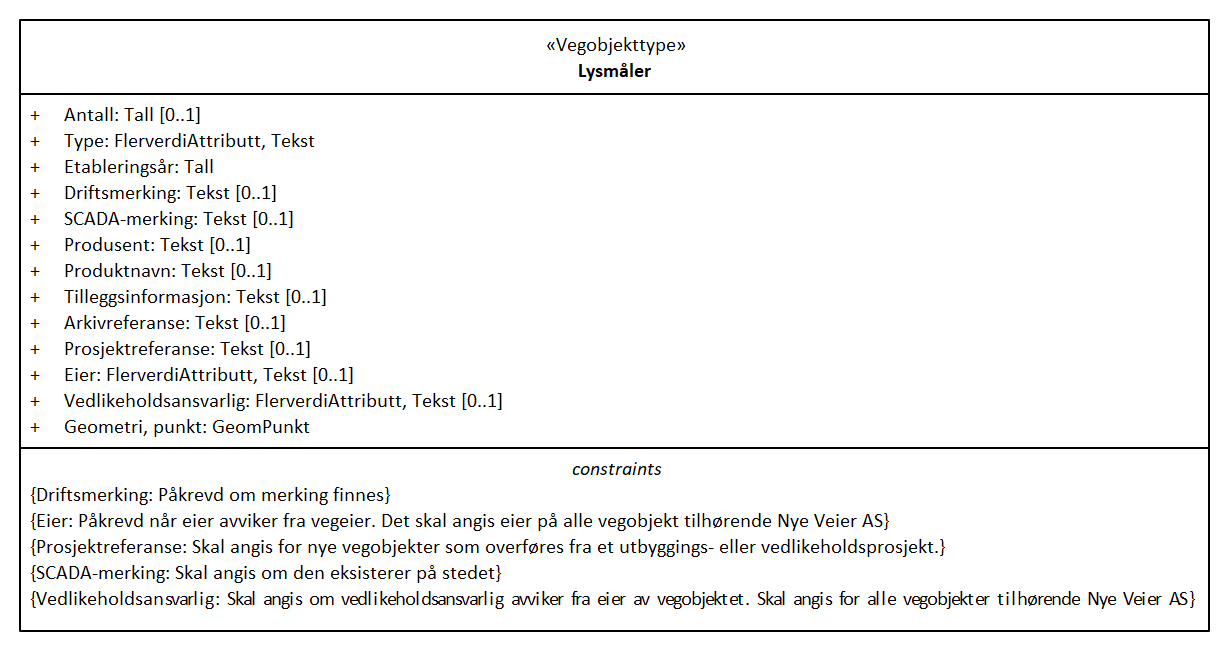 «Vegobjekttype»
Lysmåler
+ Antall: Tall [0..1]
+ Type: FlerverdiAttributt, Tekst
+ Etableringsår: Tall
+ Driftsmerking: Tekst [0..1]
+ SCADA-merking: Tekst [0..1]
+ Produsent: Tekst [0..1]
+ Produktnavn: Tekst [0..1]
+ Tilleggsinformasjon: Tekst [0..1]
+ Arkivreferanse: Tekst [0..1]
+ Prosjektreferanse: Tekst [0..1]
+ Eier: FlerverdiAttributt, Tekst [0..1]
+ Vedlikeholdsansvarlig: FlerverdiAttributt, Tekst [0..1]
+ Geometri, punkt: GeomPunkt
constraints
{Driftsmerking: Påkrevd om merking finnes}
{Eier: Påkrevd når eier avviker fra vegeier. Det skal angis eier på alle vegobjekt tilhørende Nye Veier AS}
{Prosjektreferanse: Skal angis for nye vegobjekter som overføres fra et utbyggings- eller vedlikeholdsprosjekt.}
{SCADA-merking: Skal angis om den eksisterer på stedet}
{Vedlikeholdsansvarlig: Skal angis om vedlikeholdsansvarlig avviker fra eier av vegobjektet. Skal angis for alle vegobjekter tilhørende Nye Veier AS}